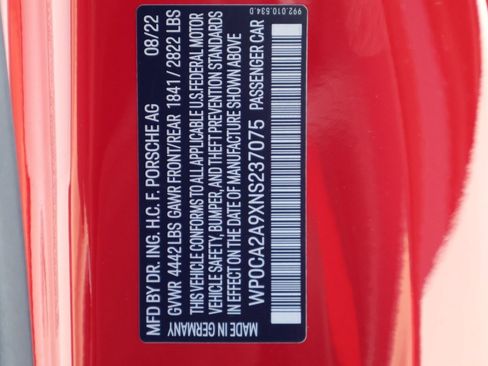 992.010.534.0
MFD BY DR. ING. H.C. F. PORSCHE AG 08/22
GVWR 4442 LBS GAWR FRONT/REAR 1841 / 2822 LBS
THIS VEHICLE CONFORMS TO ALL APPLICABLE U.S.FEDERAL MOTOR
VEHICLE SAFETY, BUMPER, AND THEFT PREVENTION STANDARDS
IN EFFECT ON THE DATE OF MANUFACTURE SHOWN ABOVE
WP0CA2A9XNS237075 PASSENGER CAR
MADE IN GERMANY